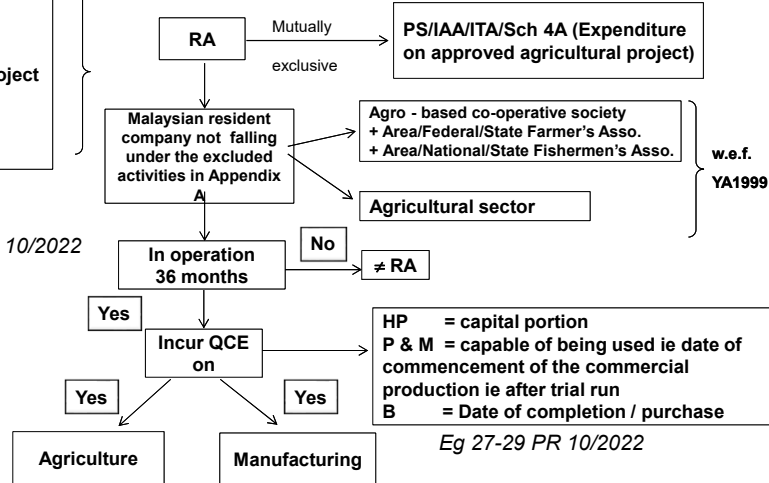 RA
Mutually
exclusive
PS/IAA/ITA/Sch 4A (Expenditure
on approved agricultural project)
oject
Malaysian resident
company not falling
under the excluded
activities in Appendix
A
Agro - based co-operative society
+ Area/Federal/State Farmer's Asso.
+ Area/National/State Fishermen's Asso.
w.e.f.
YA1999
Agricultural sector
10/2022
In operation
36 months
No
≠ RA
Yes
Incur QCE
on
HP = capital portion
P & M = capable of being used ie date of
commencement of the commercial
production ie after trial run
B = Date of completion / purchase
Yes
Yes
Eg 27-29 PR 10/2022
Agriculture
Manufacturing